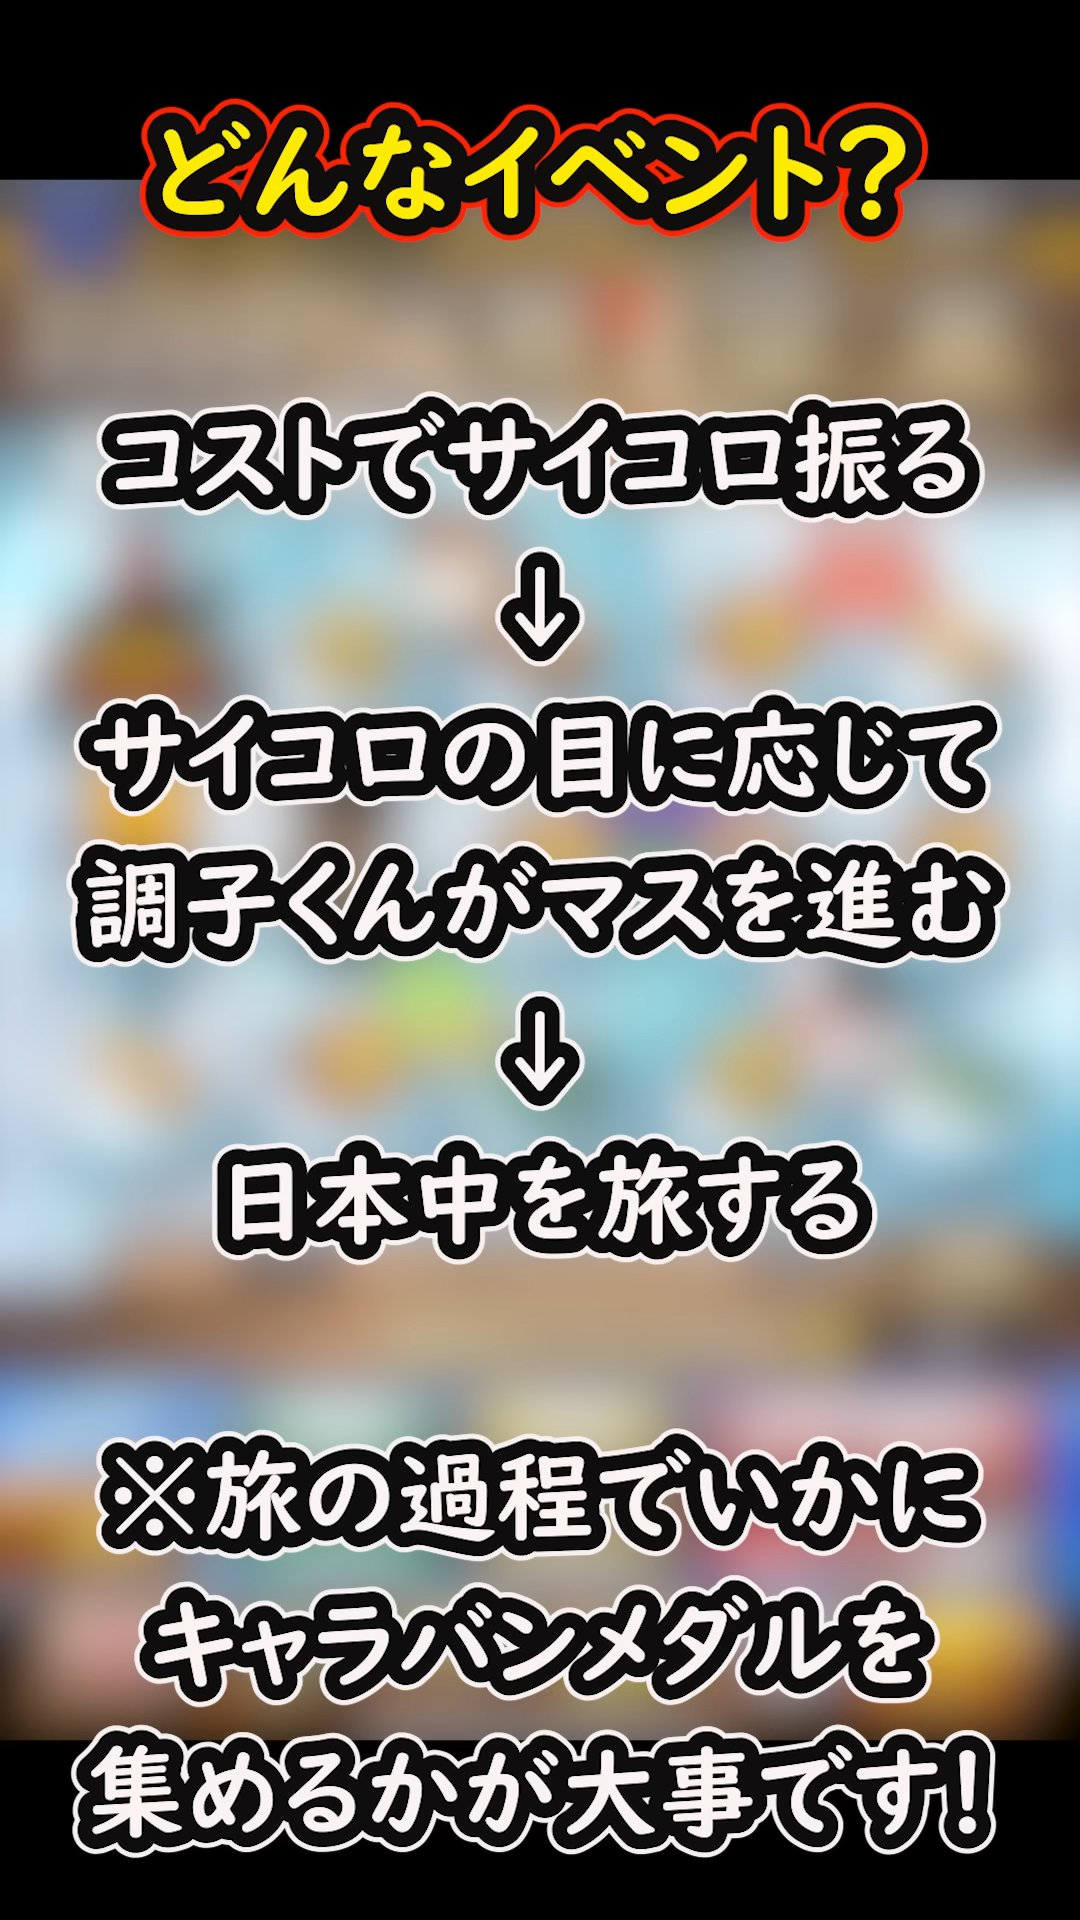 どんなイベント？
コストでサイコロ振る
↓
サイコロの目に応じて
調子くんがマスを進む
↓
日本中を旅する
※旅の過程でいかに
キャラバンメダルを
集めるかが大事です！